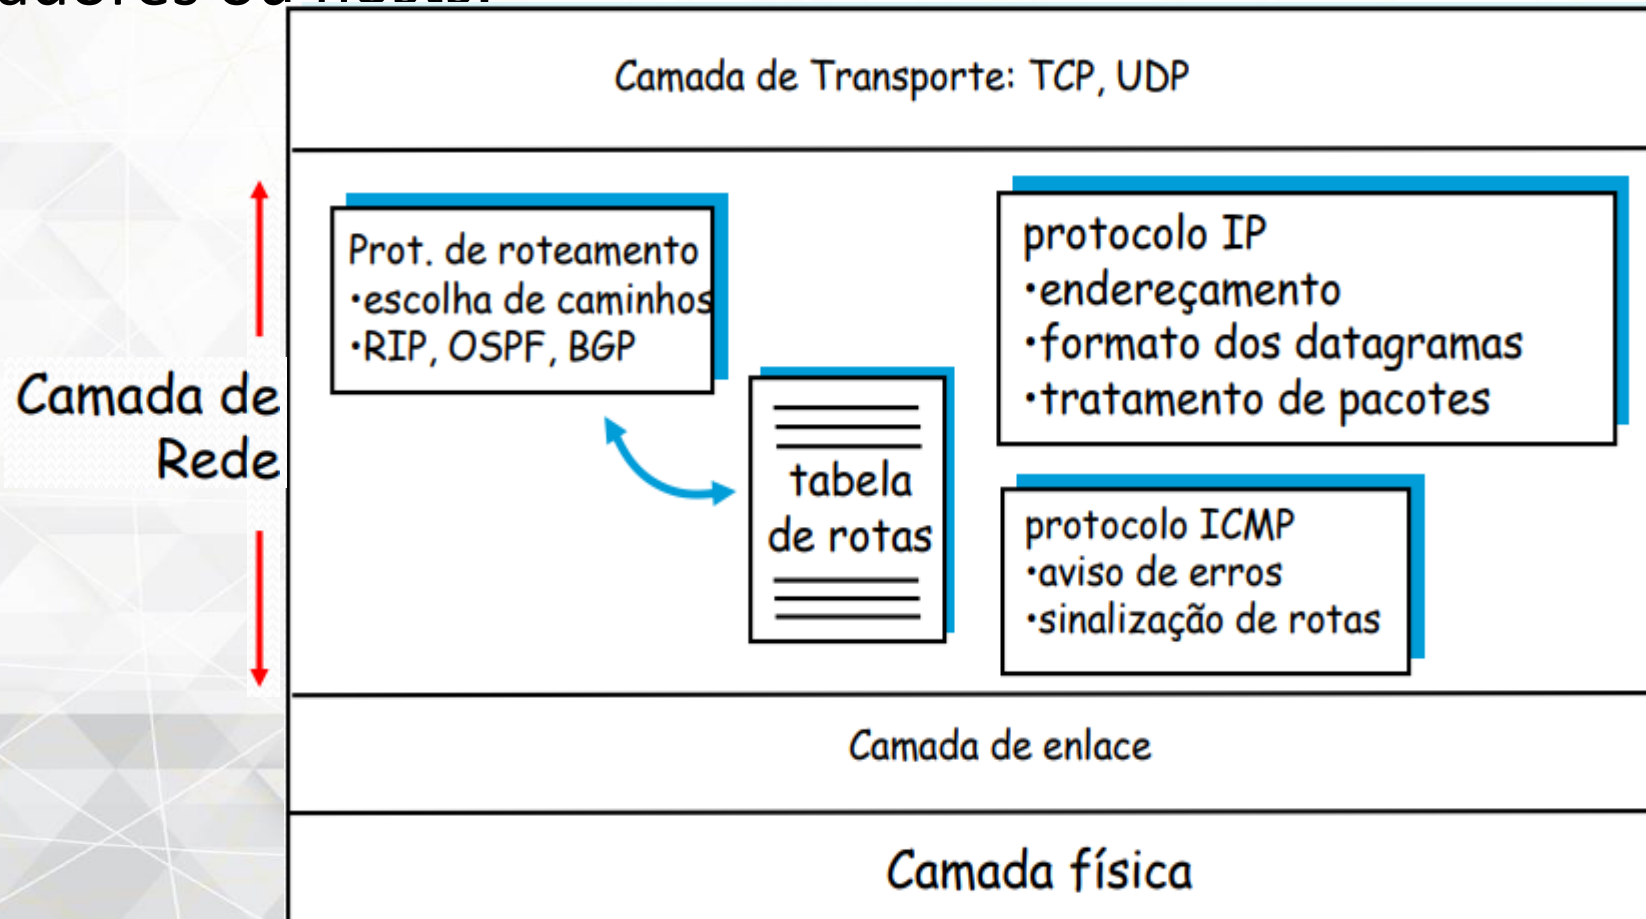 Camada de Transporte: TCP, UDP
Prot. de roteamento
•escolha de caminhos
•RIP, OSPF, BGP
protocolo IP
•endereçamento
•formato dos datagramas
•tratamento de pacotes
Camada de
Rede
tabela
de rotas
protocolo ICMP
•aviso de erros
•sinalização de rotas
Camada de enlace
Camada física